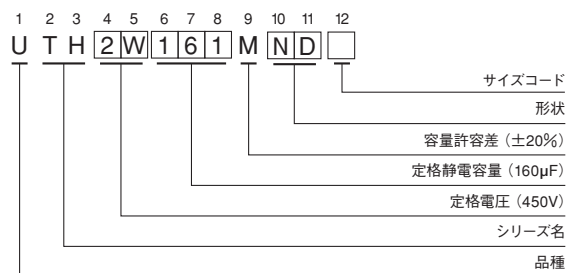 1 2 3 4 5 6 7 8 9 10 11 12
U T H 2 W 1 6 1 M N D
サイズコード
形状
容量許容差（±20%）
定格静電容量（160µF）
定格電圧（450V）
シリーズ名
品種